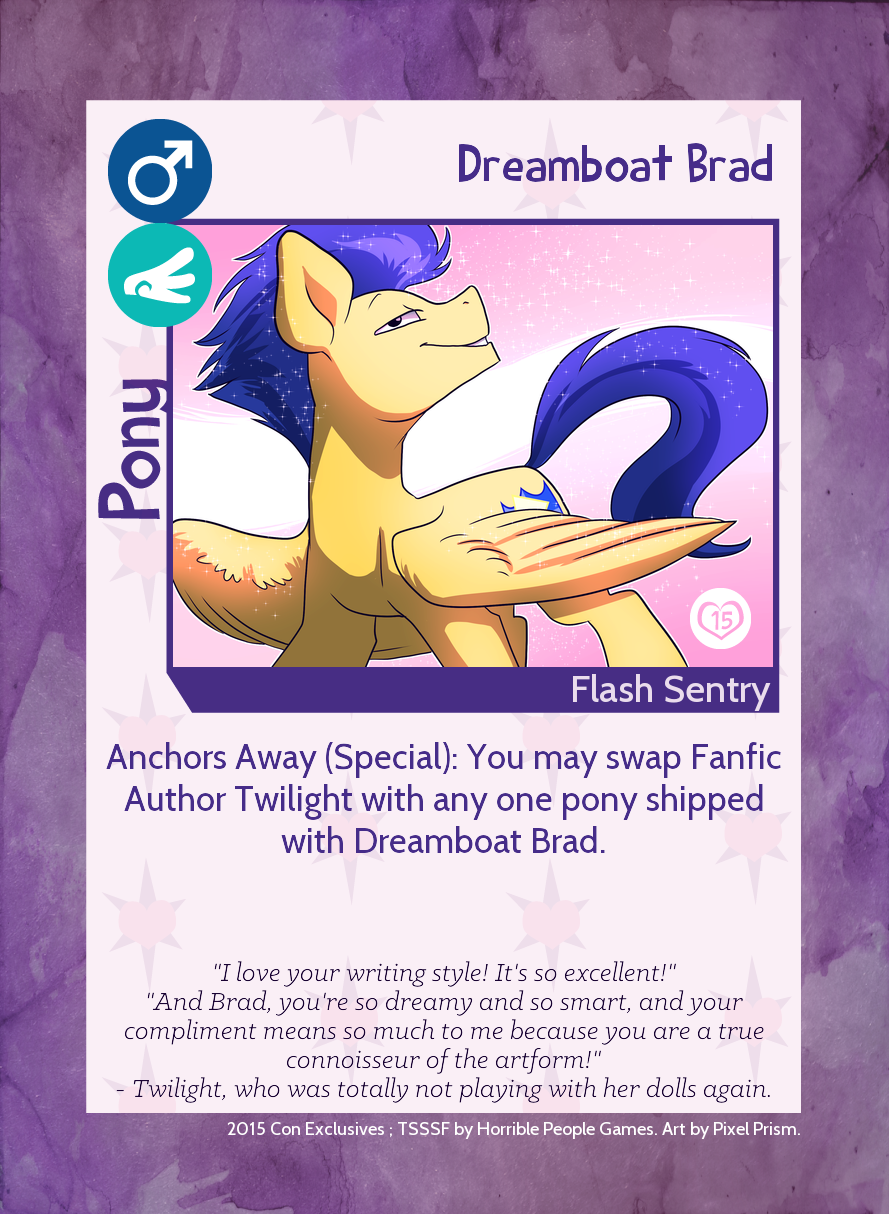 Dreamboat Brad
Pony
15
Flash Sentry
Anchors Away (Special): You may swap Fanfic
Author Twilight with any one pony shipped
with Dreamboat Brad.
"I love your writing style! It's so excellent!"
"And Brad, you're so dreamy and so smart, and your
compliment means so much to me because you are a true
connoisseur of the artform!"
- Twilight, who was totally not playing with her dolls again.
2015 Con Exclusives ; TSSSF by Horrible People Games. Art by Pixel Prism.